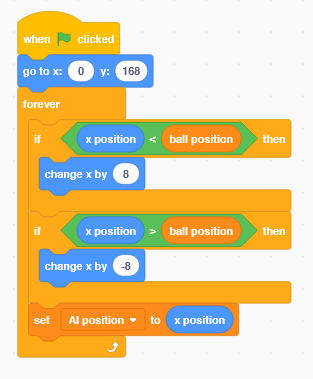 when clicked
go to x: 0 y: 168
forever
if x position < ball position then
change x by 8
if x position > ball position then
change x by -8
set AI position to x position